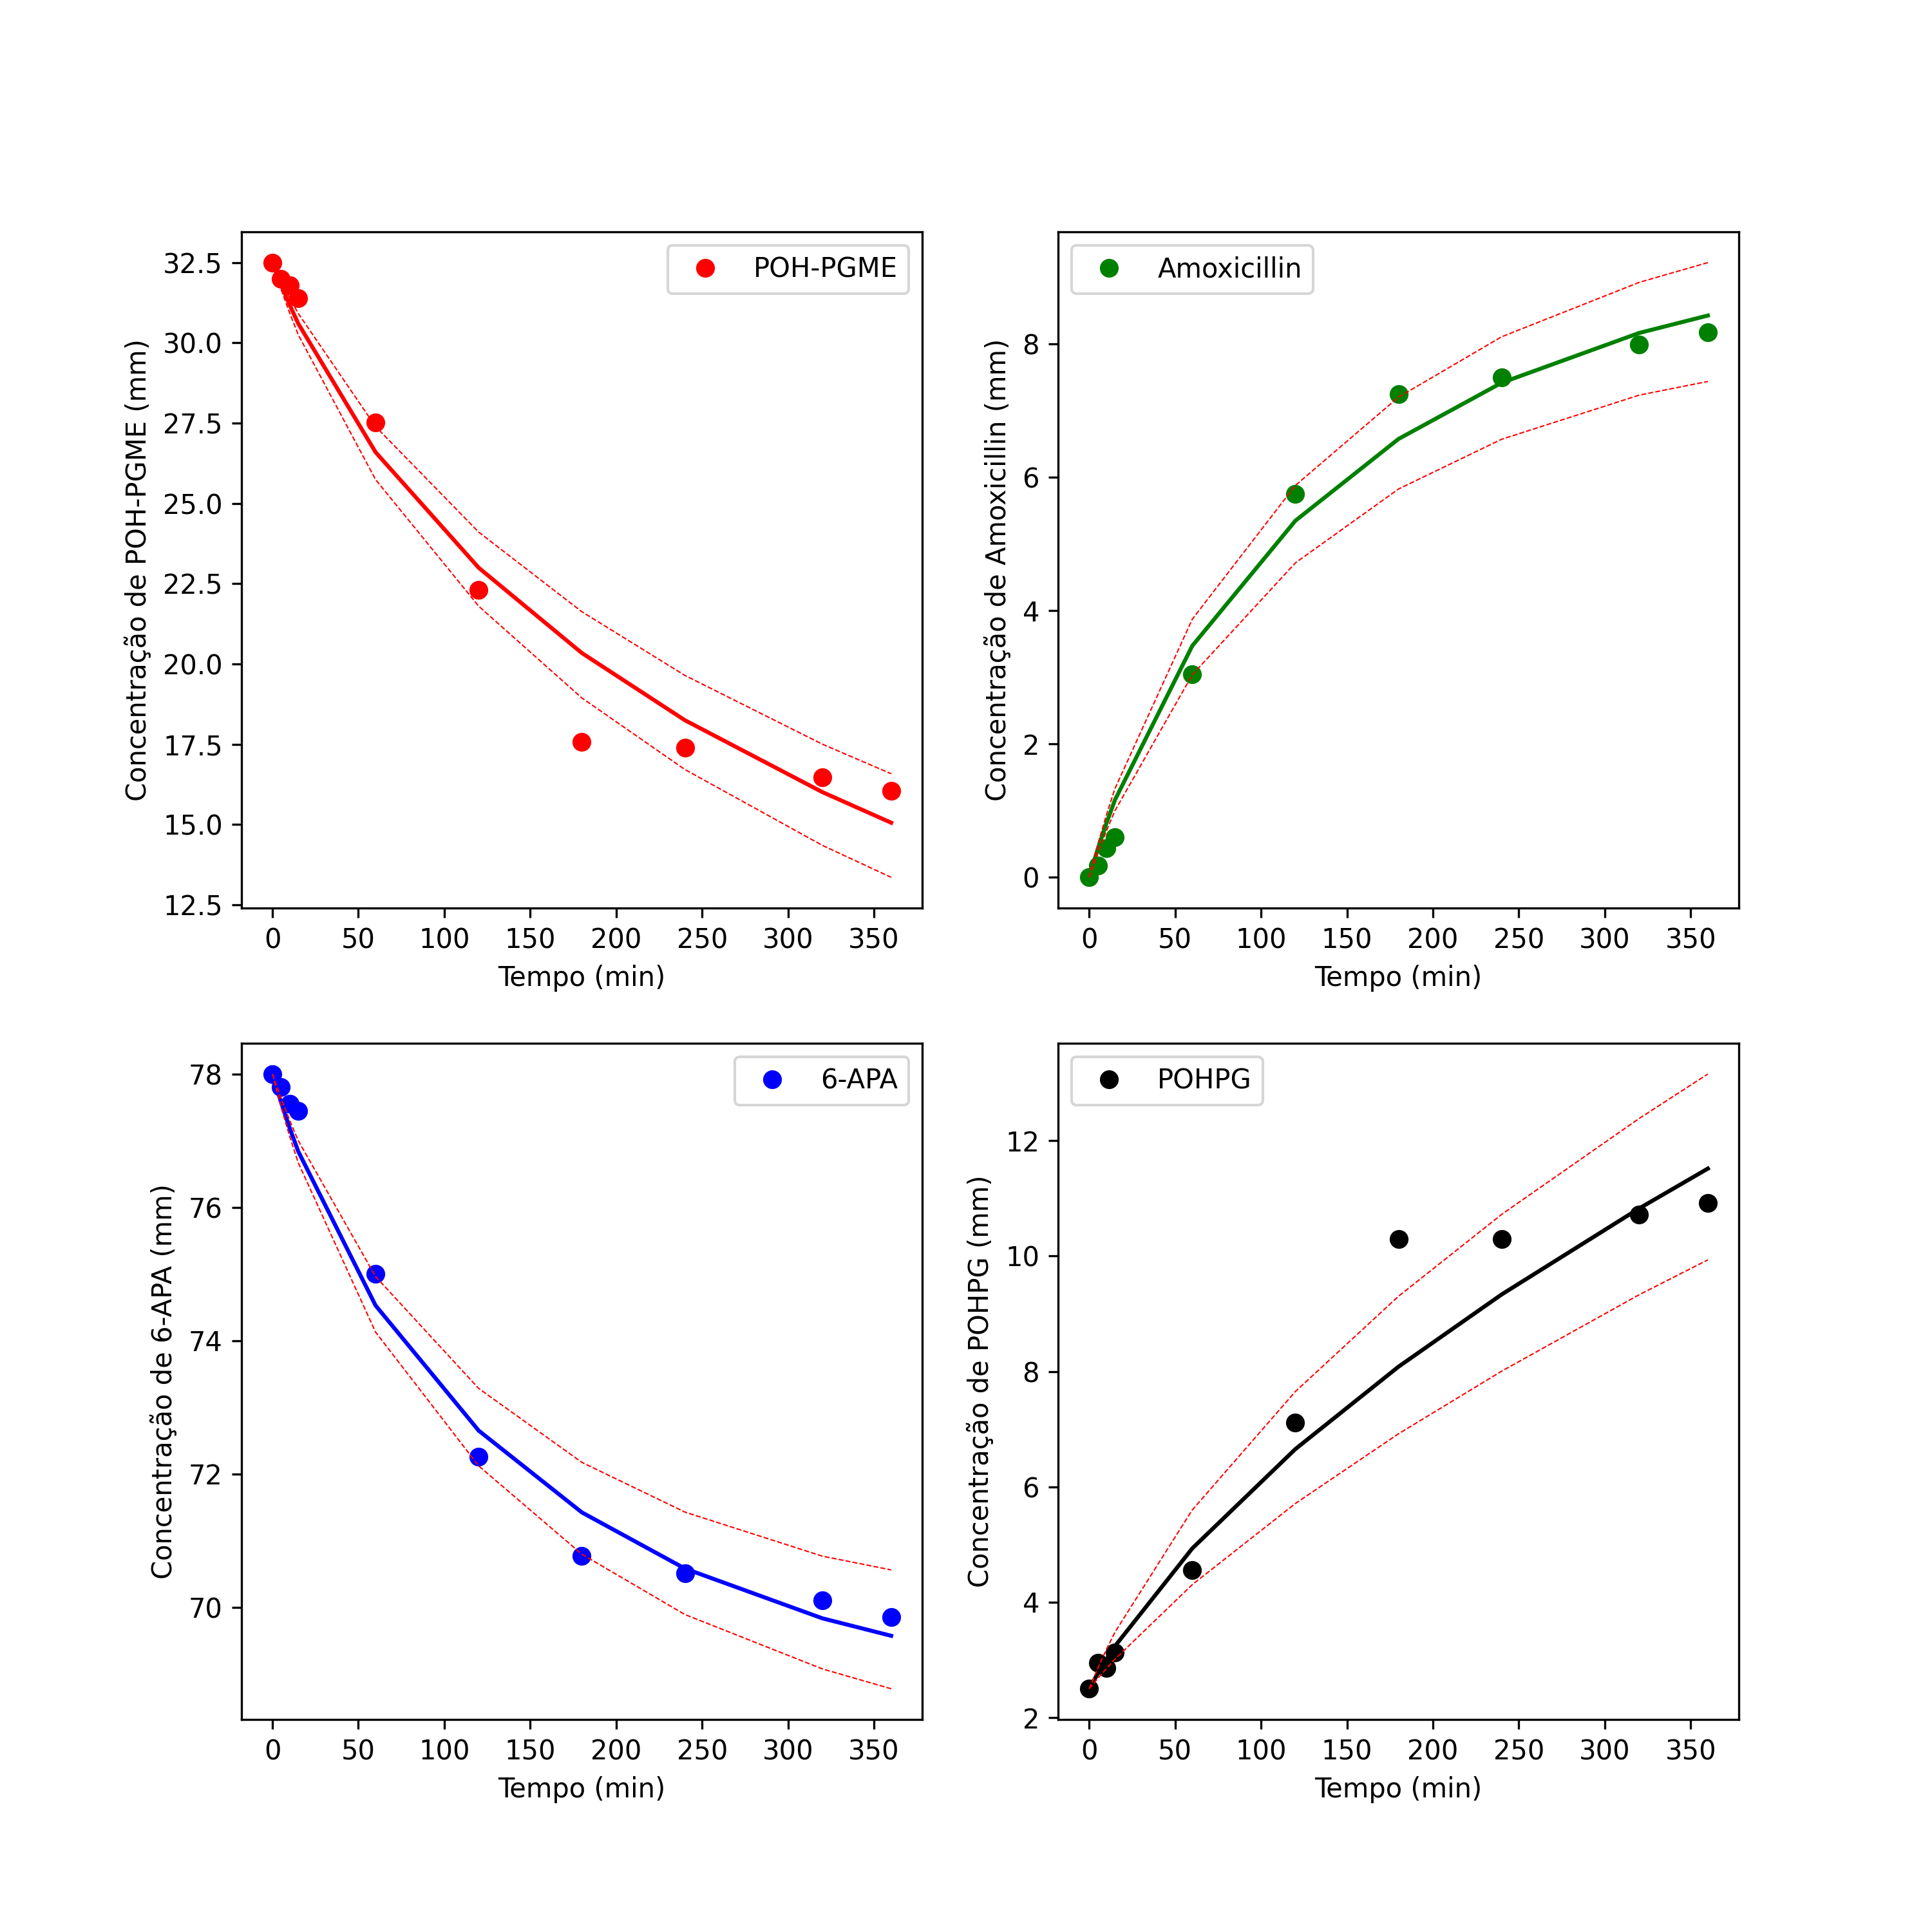 POH-PGME
Concentração de POH-PGME (mm)
32.5
30.0
27.5
25.0
22.5
20.0
17.5
15.0
12.5
0 50 100 150 200 250 300 350
Tempo (min)
Amoxicillin
Concentração de Amoxicillin (mm)
8
6
4
2
0
0 50 100 150 200 250 300 350
Tempo (min)
6-APA
Concentração de 6-APA (mm)
78
76
74
72
70
0 50 100 150 200 250 300 350
Tempo (min)
POHPG
Concentração de POHPG (mm)
12
10
8
6
4
2
0 50 100 150 200 250 300 350
Tempo (min)